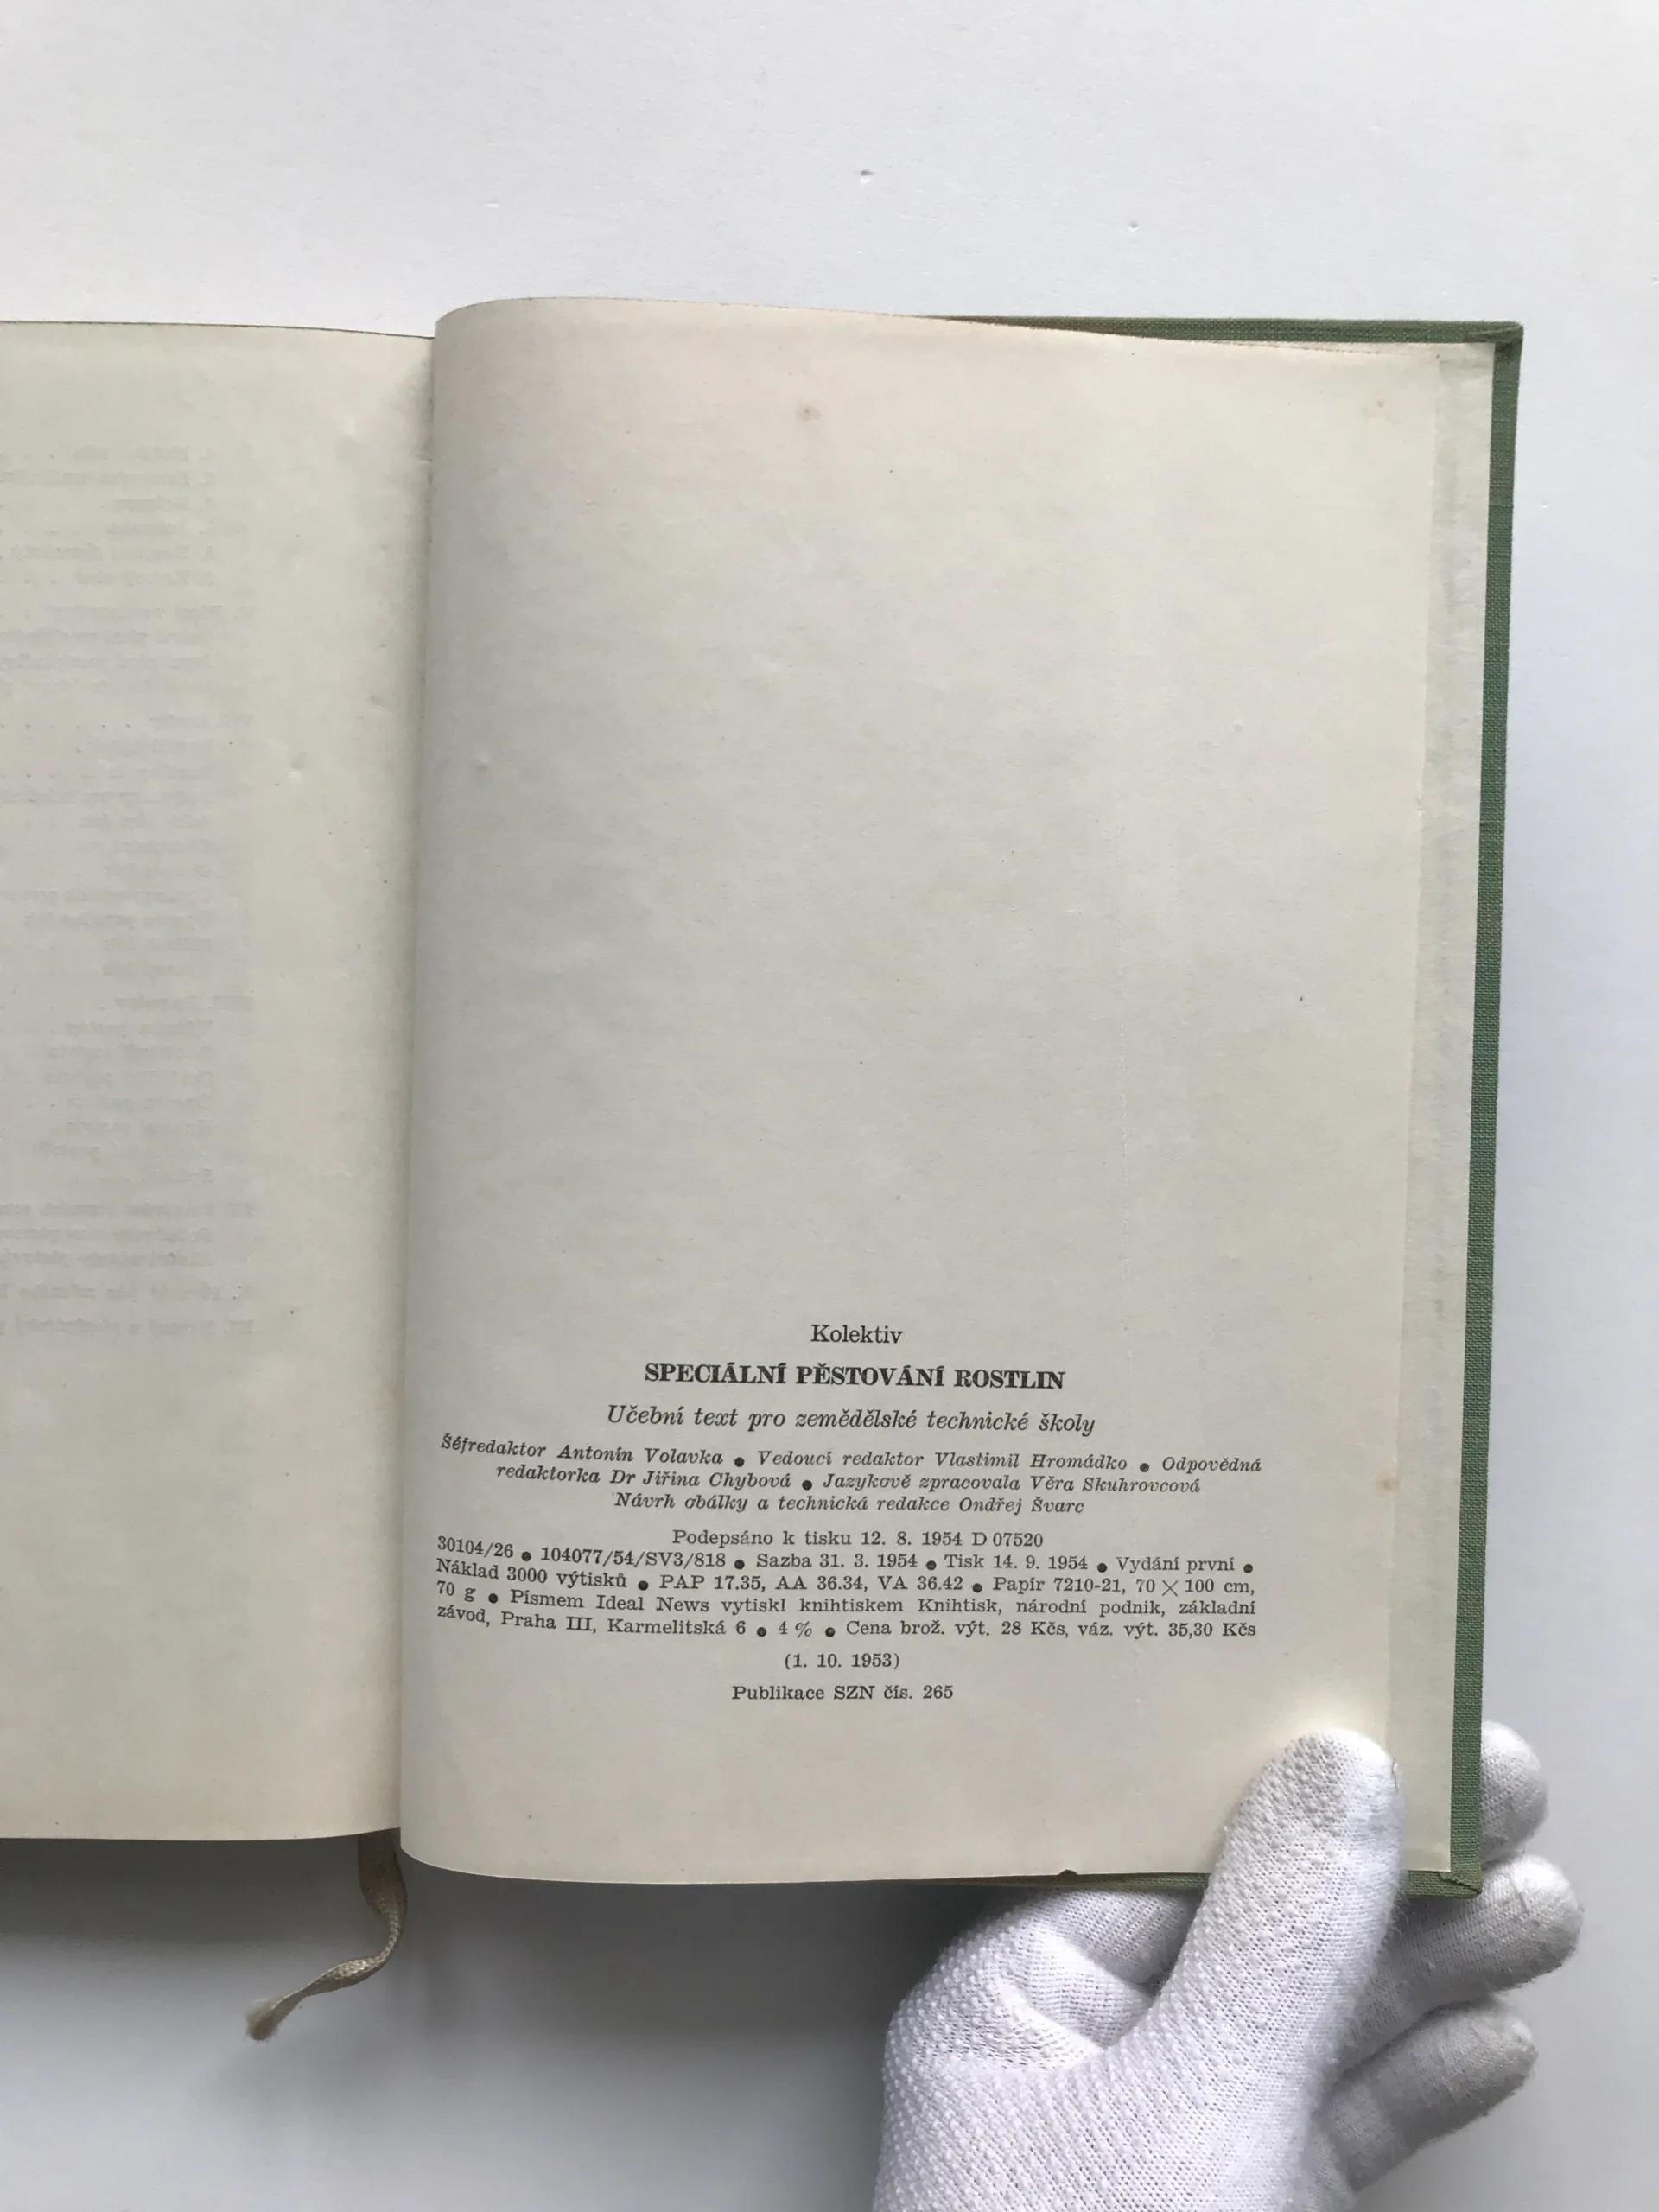 Kolektiv
SPECIÁLNÍ PĚSTOVÁNÍ ROSTLIN
Učební text pro zemědělské technické školy
Šéfredaktor Antonín Volavka ● Vedoucí redaktor Vlastimil Hromádko ● Odpovědná
redaktorka Dr Jiřina Chybová ● Jazykově zpracovala Věra Skuhrovcová
Návrh obálky a technická redakce Ondřej Švarc
Podepsáno k tisku 12. 8. 1954 D 07520
30104/26 ● 104077/54/SV3/818 ● Sazba 31. 3. 1954 ● Tisk 14. 9. 1954 ● Vydání první ●
Náklad 3000 výtisků ● PAP 17.35, AA 36.34, VA 36.42 ● Papír 7210-21, 70 × 100 cm,
70 g ● Písmem Ideal News vytiskl knihtiskem Knihtisk, národní podnik, základní
závod, Praha III, Karmelitská 6 ● 4 % ● Cena brož. výt. 28 Kčs, váz. výt. 35,30 Kčs
(1. 10. 1953)
Publikace SZN čís. 265